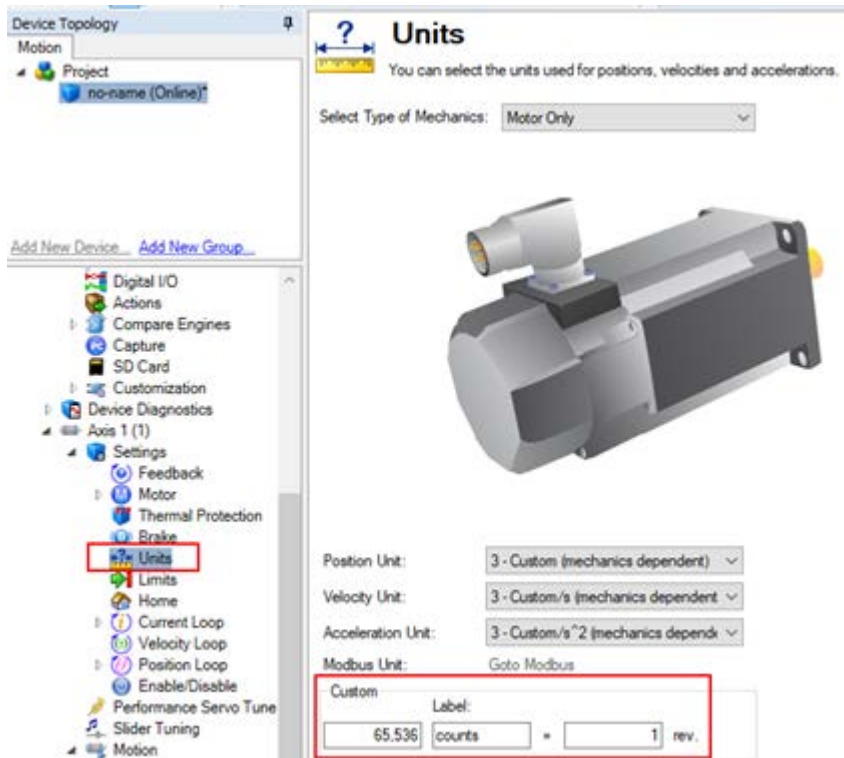 Device Topology
Motion
Project
no-name (Online)*
Add New Device... Add New Group...
Digital I/O
Actions
Compare Engines
Capture
SD Card
Customization
Device Diagnostics
Axis 1 (1)
Settings
Feedback
Motor
Thermal Protection
Brake
Units
Limits
Home
Current Loop
Velocity Loop
Position Loop
Enable/Disable
Performance Servo Tune
Slider Tuning
Motion
Units
You can select the units used for positions, velocities and accelerations.
Select Type of Mechanics: Motor Only
Position Unit: 3 - Custom (mechanics dependent)
Velocity Unit: 3 - Custom/s (mechanics dependent
Acceleration Unit: 3 - Custom/s^2 (mechanics depende
Modbus Unit: Goto Modbus
Custom
Label:
65.536 counts = 1 rev.